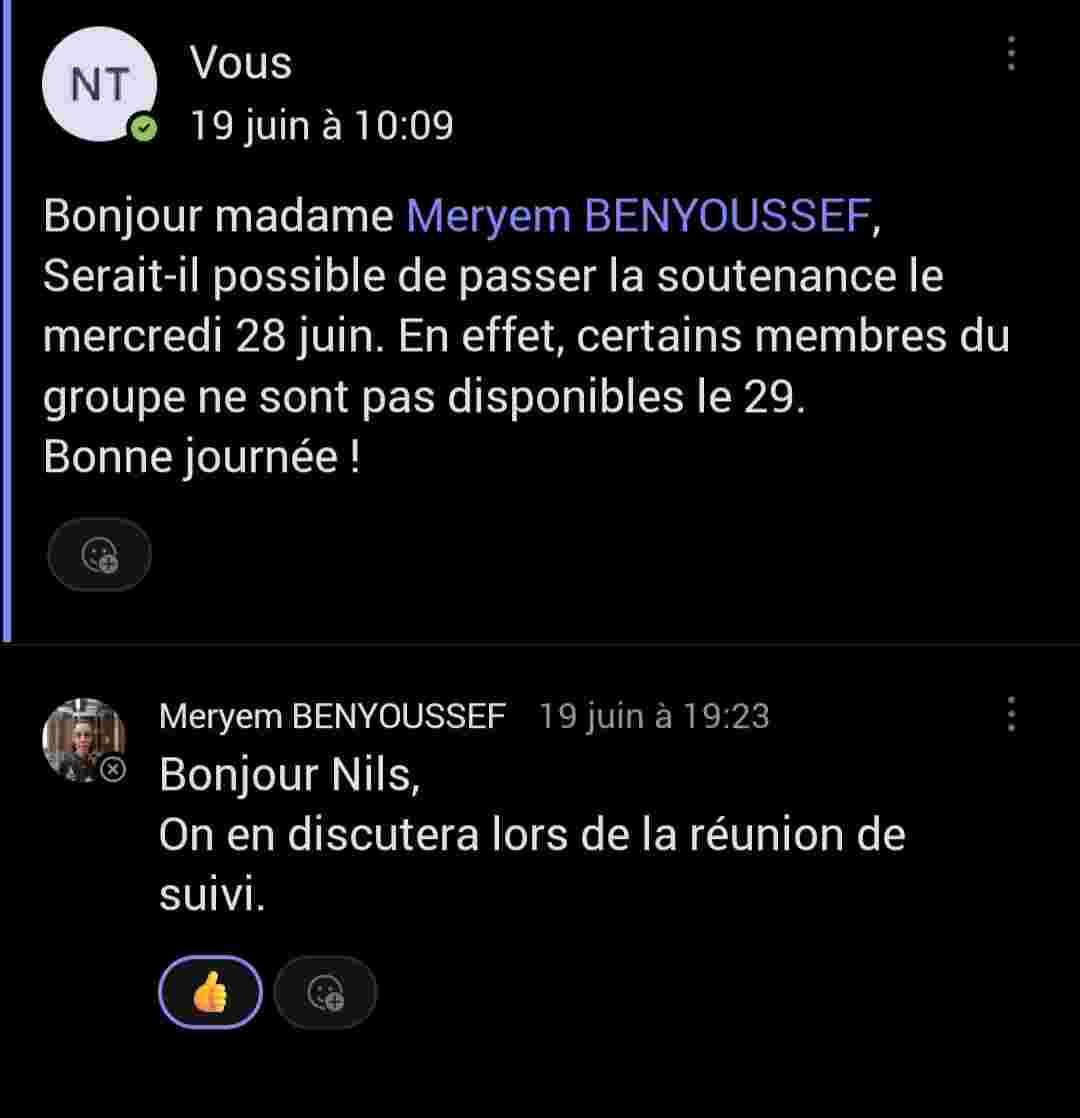 NT
Vous
19 juin à 10:09
Bonjour madame Meryem BENYOUSSEF,
Serait-il possible de passer la soutenance le
mercredi 28 juin. En effet, certains membres du
groupe ne sont pas disponibles le 29.
Bonne journée !
Meryem BENYOUSSEF 19 juin à 19:23
Bonjour Nils,
On en discutera lors de la réunion de
suivi.